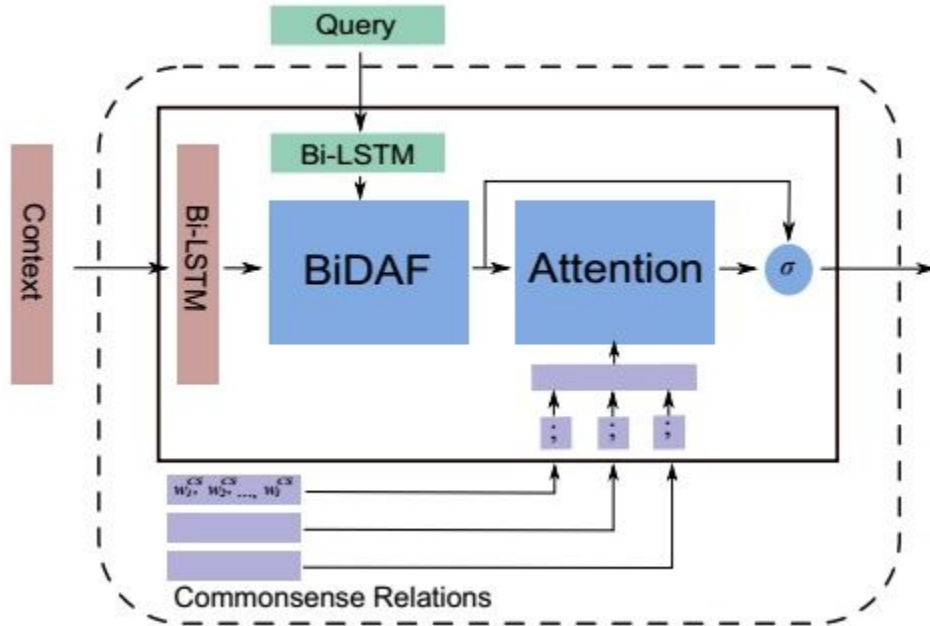 Query
Bi-LSTM
Context
Bi-LSTM
BiDAF
Attention
σ
; ; ;
w₁ᶜˢ, w₂ᶜˢ, ..., wₗᶜˢ
Commonsense Relations